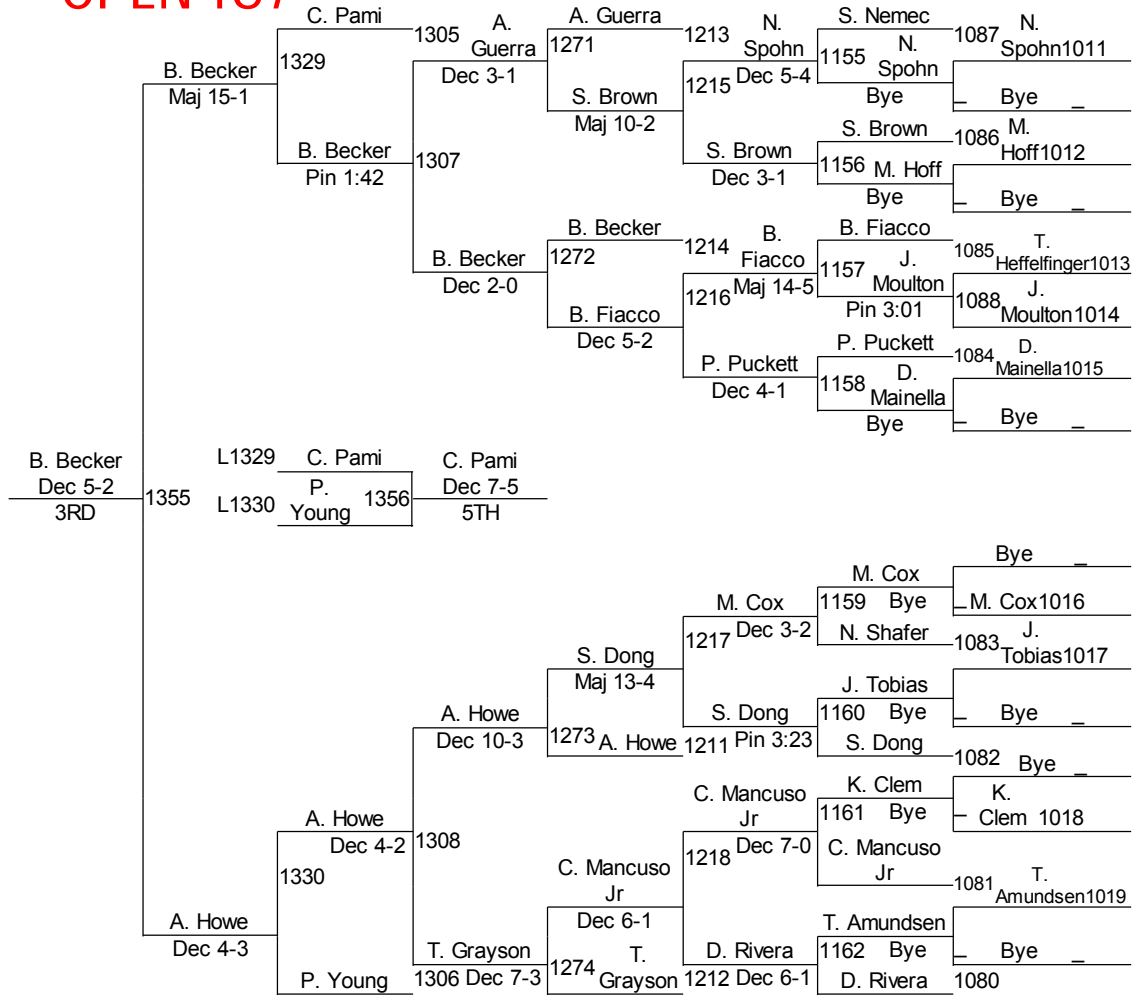 C. Pami
1305
A.
Guerra
Dec 3-1
A. Guerra
1213
N.
Spohn
Dec 5-4
S. Nemec
1087
N.
Spohn1011
1329
1271
1155
N.
Spohn
Bye
_ Bye _
B. Becker
Maj 15-1
1215
S. Brown
Maj 10-2
S. Brown
1086
M.
Hoff1012
B. Becker
Pin 1:42
1307
S. Brown
Dec 3-1
1156
M. Hoff
Bye
_ Bye _
B. Becker
Dec 2-0
B. Becker
1272
1214
B.
Fiacco
Maj 14-5
B. Fiacco
1085
T.
Heffelfinger1013
1157
J.
Moulton
Pin 3:01
1088
J.
Moulton1014
1216
B. Fiacco
Dec 5-2
P. Puckett
Dec 4-1
P. Puckett
1084
D.
Mainella1015
1158
D.
Mainella
Bye
_ Bye _
B. Becker
Dec 5-2
3RD
1355
L1329
C. Pami
L1330
P.
Young
1356
C. Pami
Dec 7-5
5TH
Bye _
M. Cox
Dec 3-2
M. Cox
1159
Bye
_ M. Cox1016
N. Shafer
1083
J.
Tobias1017
1217
S. Dong
Maj 13-4
J. Tobias
1160
Bye
_ Bye _
A. Howe
Dec 10-3
1273
A. Howe
1211
S. Dong
Pin 3:23
S. Dong
1082
Bye _
C. Mancuso
Jr
Dec 7-0
K. Clem
1161
Bye
_
K.
Clem 1018
A. Howe
Dec 4-2
1308
1218
C. Mancuso
Jr
1081
T.
Amundsen1019
1330
C. Mancuso
Jr
Dec 6-1
A. Howe
Dec 4-3
T. Grayson
Dec 7-3
1306
1274
T.
Grayson
1212
D. Rivera
Dec 6-1
T. Amundsen
1162
Bye
_ Bye _
P. Young
D. Rivera
1080